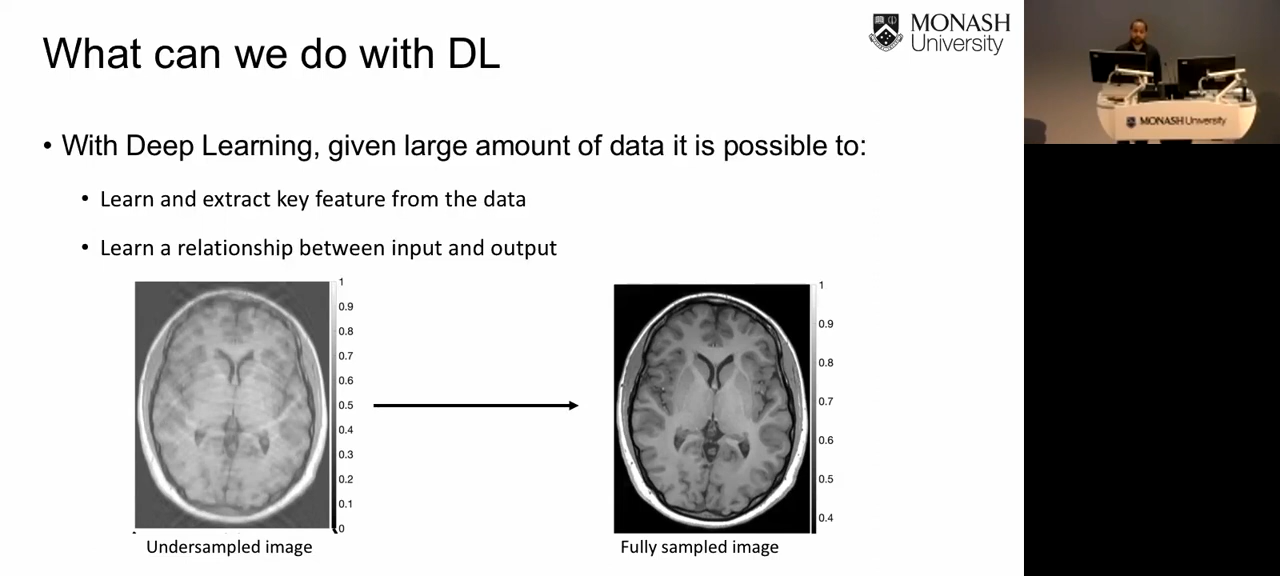 What can we do with DL
MONASH
University
• With Deep Learning, given large amount of data it is possible to:
• Learn and extract key feature from the data
• Learn a relationship between input and output
1
0.9
0.8
0.7
0.6
0.5
0.4
0.3
0.2
0.1
0
Undersampled image
1
0.9
0.8
0.7
0.6
0.5
0.4
Fully sampled image
MONASH University